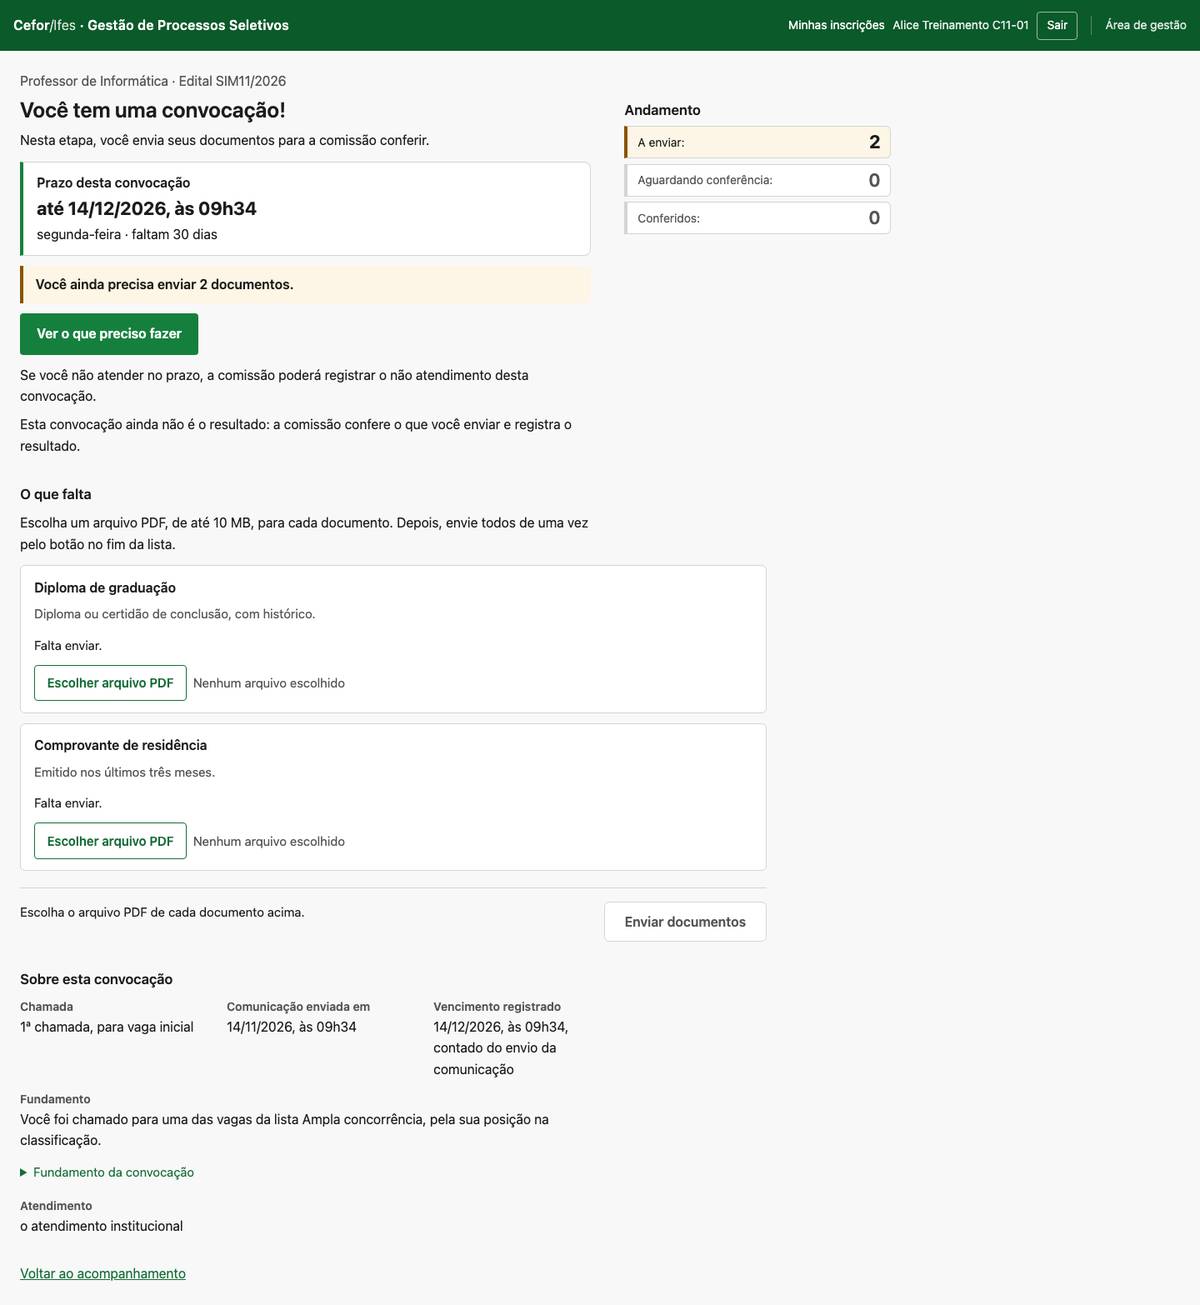 Cefor/Ifes · Gestão de Processos Seletivos
Minhas inscrições Alice Treinamento C11-01 Sair Área de gestão
Professor de Informática · Edital SIM11/2026
Você tem uma convocação!
Nesta etapa, você envia seus documentos para a comissão conferir.
Prazo desta convocação
até 14/12/2026, às 09h34
segunda-feira · faltam 30 dias
Você ainda precisa enviar 2 documentos.
Ver o que preciso fazer
Se você não atender no prazo, a comissão poderá registrar o não atendimento desta
convocação.
Esta convocação ainda não é o resultado: a comissão confere o que você enviar e registra o
resultado.
Andamento
A enviar: 2
Aguardando conferência: 0
Conferidos: 0
O que falta
Escolha um arquivo PDF, de até 10 MB, para cada documento. Depois, envie todos de uma vez
pelo botão no fim da lista.
Diploma de graduação
Diploma ou certidão de conclusão, com histórico.
Falta enviar.
Escolher arquivo PDF Nenhum arquivo escolhido
Comprovante de residência
Emitido nos últimos três meses.
Falta enviar.
Escolher arquivo PDF Nenhum arquivo escolhido
Escolha o arquivo PDF de cada documento acima.
Enviar documentos
Sobre esta convocação
Chamada
1ª chamada, para vaga inicial
Comunicação enviada em
14/11/2026, às 09h34
Vencimento registrado
14/12/2026, às 09h34,
contado do envio da
comunicação
Fundamento
Você foi chamado para uma das vagas da lista Ampla concorrência, pela sua posição na
classificação.
Fundamento da convocação
Atendimento
o atendimento institucional
Voltar ao acompanhamento